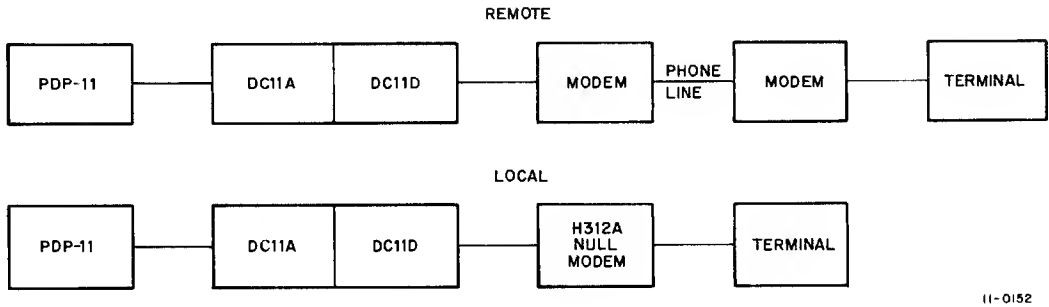 REMOTE
PDP-11
DC11A
DC11D
MODEM
PHONE
LINE
MODEM
TERMINAL
LOCAL
PDP-11
DC11A
DC11D
H312A
NULL
MODEM
TERMINAL
11-0152